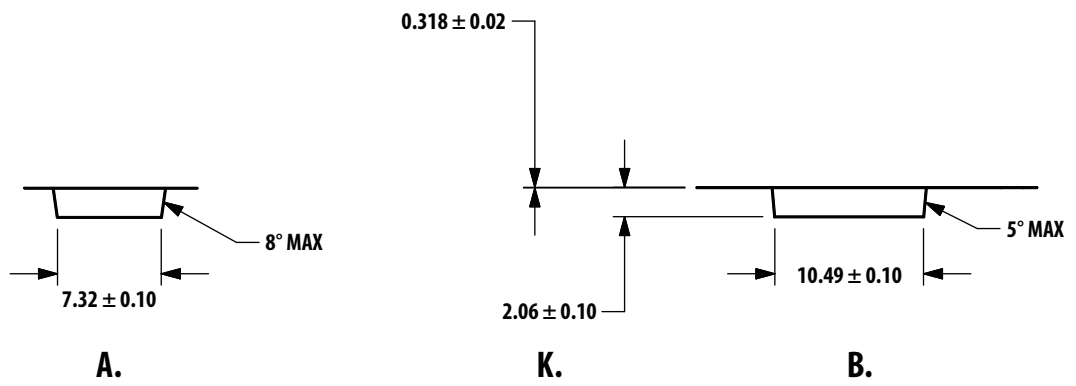 0.318 ± 0.02
8° MAX
5° MAX
7.32 ± 0.10
10.49 ± 0.10
2.06 ± 0.10
A.
K.
B.